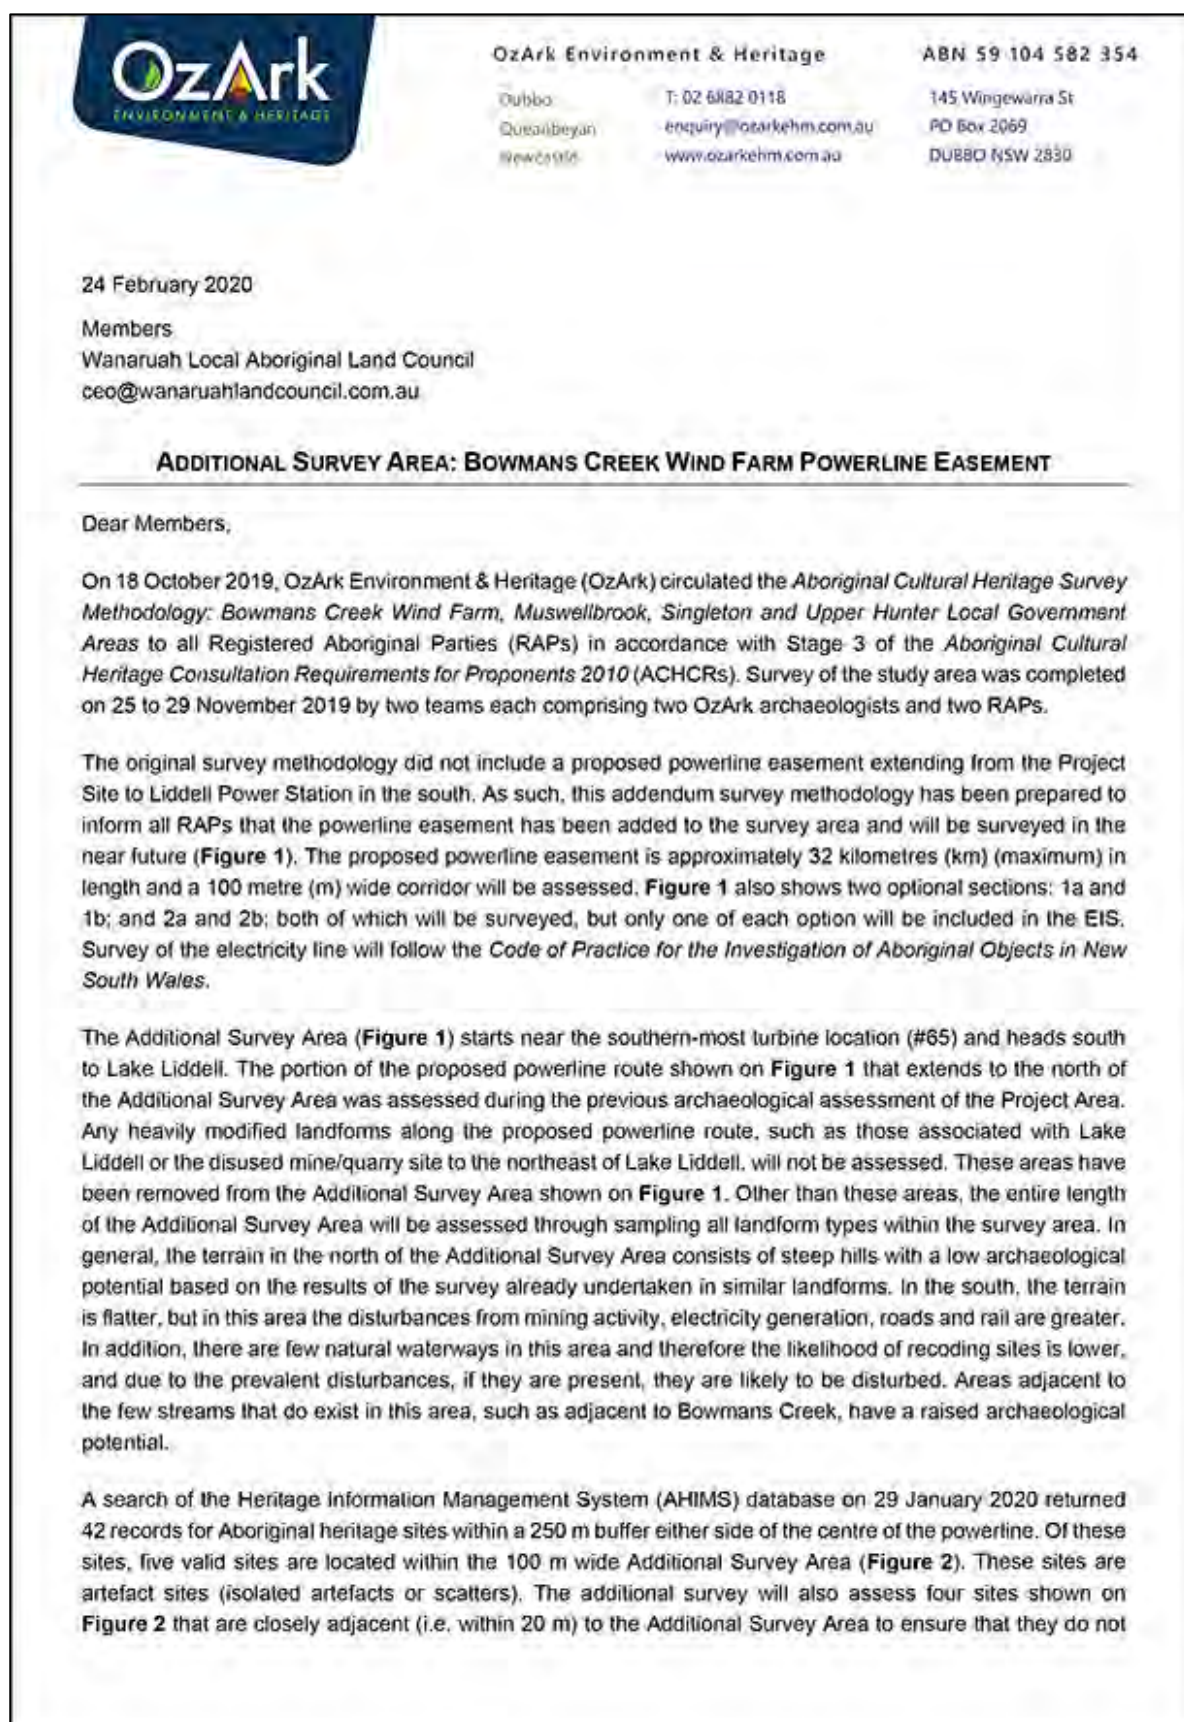 OzArk
ENVIRONMENT & HERITAGE
OzArk Environment & Heritage
ABN 59 104 582 354
Dubbo
T: 02 6882 0118
145 Wingewarra St
Queanbeyan
enquiry@ozarkehm.com.au
PO Box 2069
Newcastle
www.ozarkehm.com.au
DUBBO NSW 2830
24 February 2020
Members
Wanaruah Local Aboriginal Land Council
ceo@wanaruahlandcouncil.com.au
ADDITIONAL SURVEY AREA: BOWMANS CREEK WIND FARM POWERLINE EASEMENT
Dear Members,
On 18 October 2019, OzArk Environment & Heritage (OzArk) circulated the Aboriginal Cultural Heritage Survey
Methodology: Bowmans Creek Wind Farm, Muswellbrook, Singleton and Upper Hunter Local Government
Areas to all Registered Aboriginal Parties (RAPs) in accordance with Stage 3 of the Aboriginal Cultural
Heritage Consultation Requirements for Proponents 2010 (ACHCRs). Survey of the study area was completed
on 25 to 29 November 2019 by two teams each comprising two OzArk archaeologists and two RAPs.
The original survey methodology did not include a proposed powerline easement extending from the Project
Site to Liddell Power Station in the south. As such, this addendum survey methodology has been prepared to
inform all RAPs that the powerline easement has been added to the survey area and will be surveyed in the
near future (Figure 1). The proposed powerline easement is approximately 32 kilometres (km) (maximum) in
length and a 100 metre (m) wide corridor will be assessed. Figure 1 also shows two optional sections: 1a and
1b; and 2a and 2b; both of which will be surveyed, but only one of each option will be included in the EIS.
Survey of the electricity line will follow the Code of Practice for the Investigation of Aboriginal Objects in New
South Wales.
The Additional Survey Area (Figure 1) starts near the southern-most turbine location (#65) and heads south
to Lake Liddell. The portion of the proposed powerline route shown on Figure 1 that extends to the north of
the Additional Survey Area was assessed during the previous archaeological assessment of the Project Area.
Any heavily modified landforms along the proposed powerline route, such as those associated with Lake
Liddell or the disused mine/quarry site to the northeast of Lake Liddell, will not be assessed. These areas have
been removed from the Additional Survey Area shown on Figure 1. Other than these areas, the entire length
of the Additional Survey Area will be assessed through sampling all landform types within the survey area. In
general, the terrain in the north of the Additional Survey Area consists of steep hills with a low archaeological
potential based on the results of the survey already undertaken in similar landforms. In the south, the terrain
is flatter, but in this area the disturbances from mining activity, electricity generation, roads and rail are greater.
In addition, there are few natural waterways in this area and therefore the likelihood of recoding sites is lower,
and due to the prevalent disturbances, if they are present, they are likely to be disturbed. Areas adjacent to
the few streams that do exist in this area, such as adjacent to Bowmans Creek, have a raised archaeological
potential.
A search of the Heritage Information Management System (AHIMS) database on 29 January 2020 returned
42 records for Aboriginal heritage sites within a 250 m buffer either side of the centre of the powerline. Of these
sites, five valid sites are located within the 100 m wide Additional Survey Area (Figure 2). These sites are
artefact sites (isolated artefacts or scatters). The additional survey will also assess four sites shown on
Figure 2 that are closely adjacent (i.e. within 20 m) to the Additional Survey Area to ensure that they do not